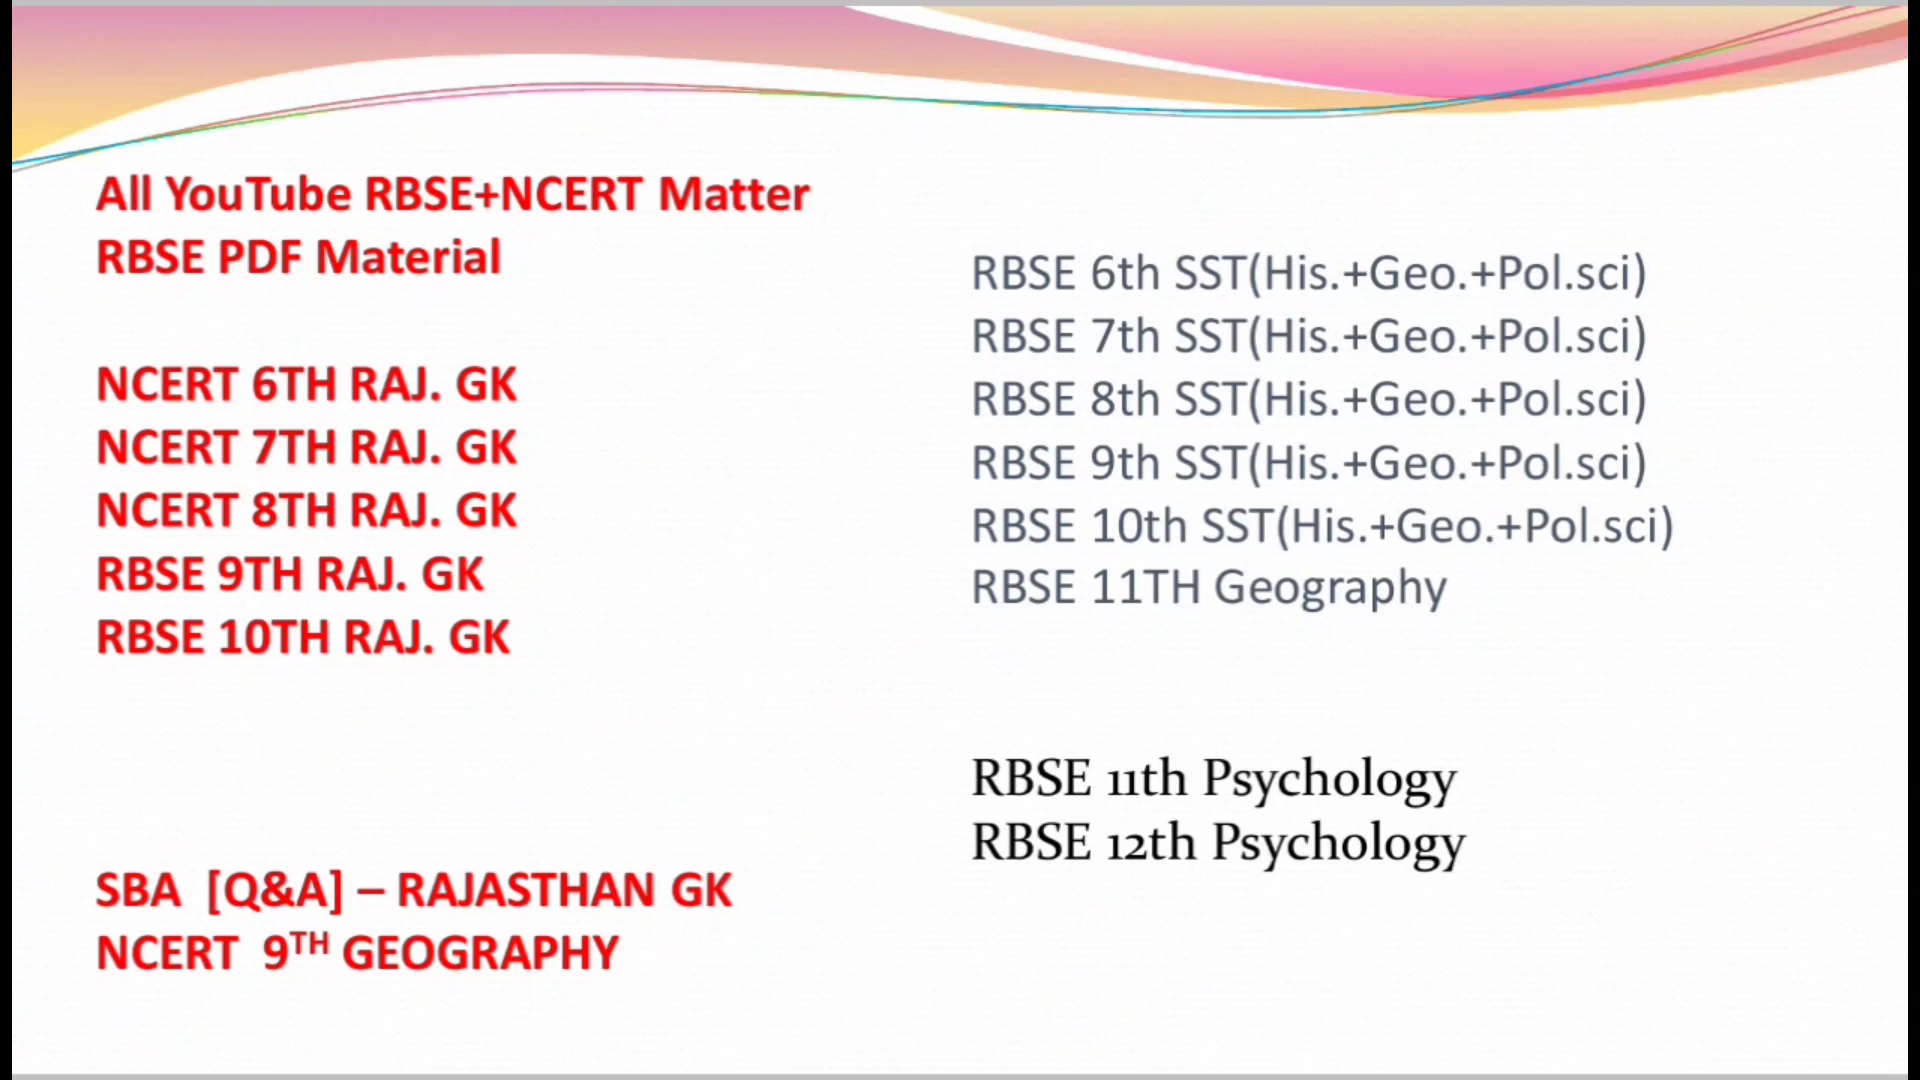 All YouTube RBSE+NCERT Matter
RBSE PDF Material
NCERT 6TH RAJ. GK
NCERT 7TH RAJ. GK
NCERT 8TH RAJ. GK
RBSE 9TH RAJ. GK
RBSE 10TH RAJ. GK
SBA [Q&A] – RAJASTHAN GK
NCERT 9TH GEOGRAPHY
RBSE 6th SST(His.+Geo.+Pol.sci)
RBSE 7th SST(His.+Geo.+Pol.sci)
RBSE 8th SST(His.+Geo.+Pol.sci)
RBSE 9th SST(His.+Geo.+Pol.sci)
RBSE 10th SST(His.+Geo.+Pol.sci)
RBSE 11TH Geography
RBSE 11th Psychology
RBSE 12th Psychology